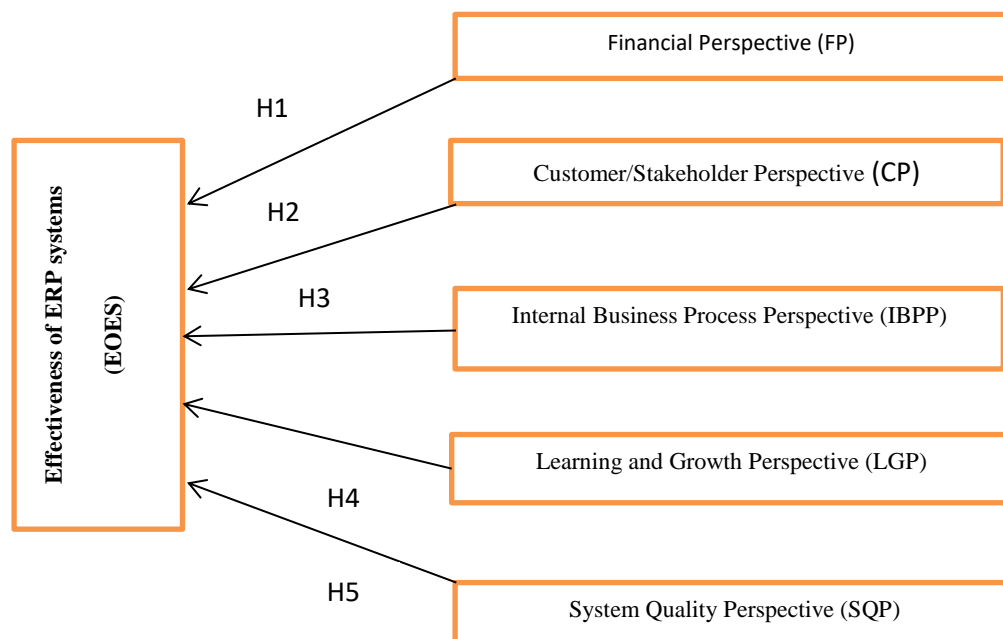 Financial Perspective (FP)
H1
Customer/Stakeholder Perspective (CP)
H2
Effectiveness of ERP systems
(EOES)
H3
Internal Business Process Perspective (IBPP)
Learning and Growth Perspective (LGP)
H4
H5
System Quality Perspective (SQP)